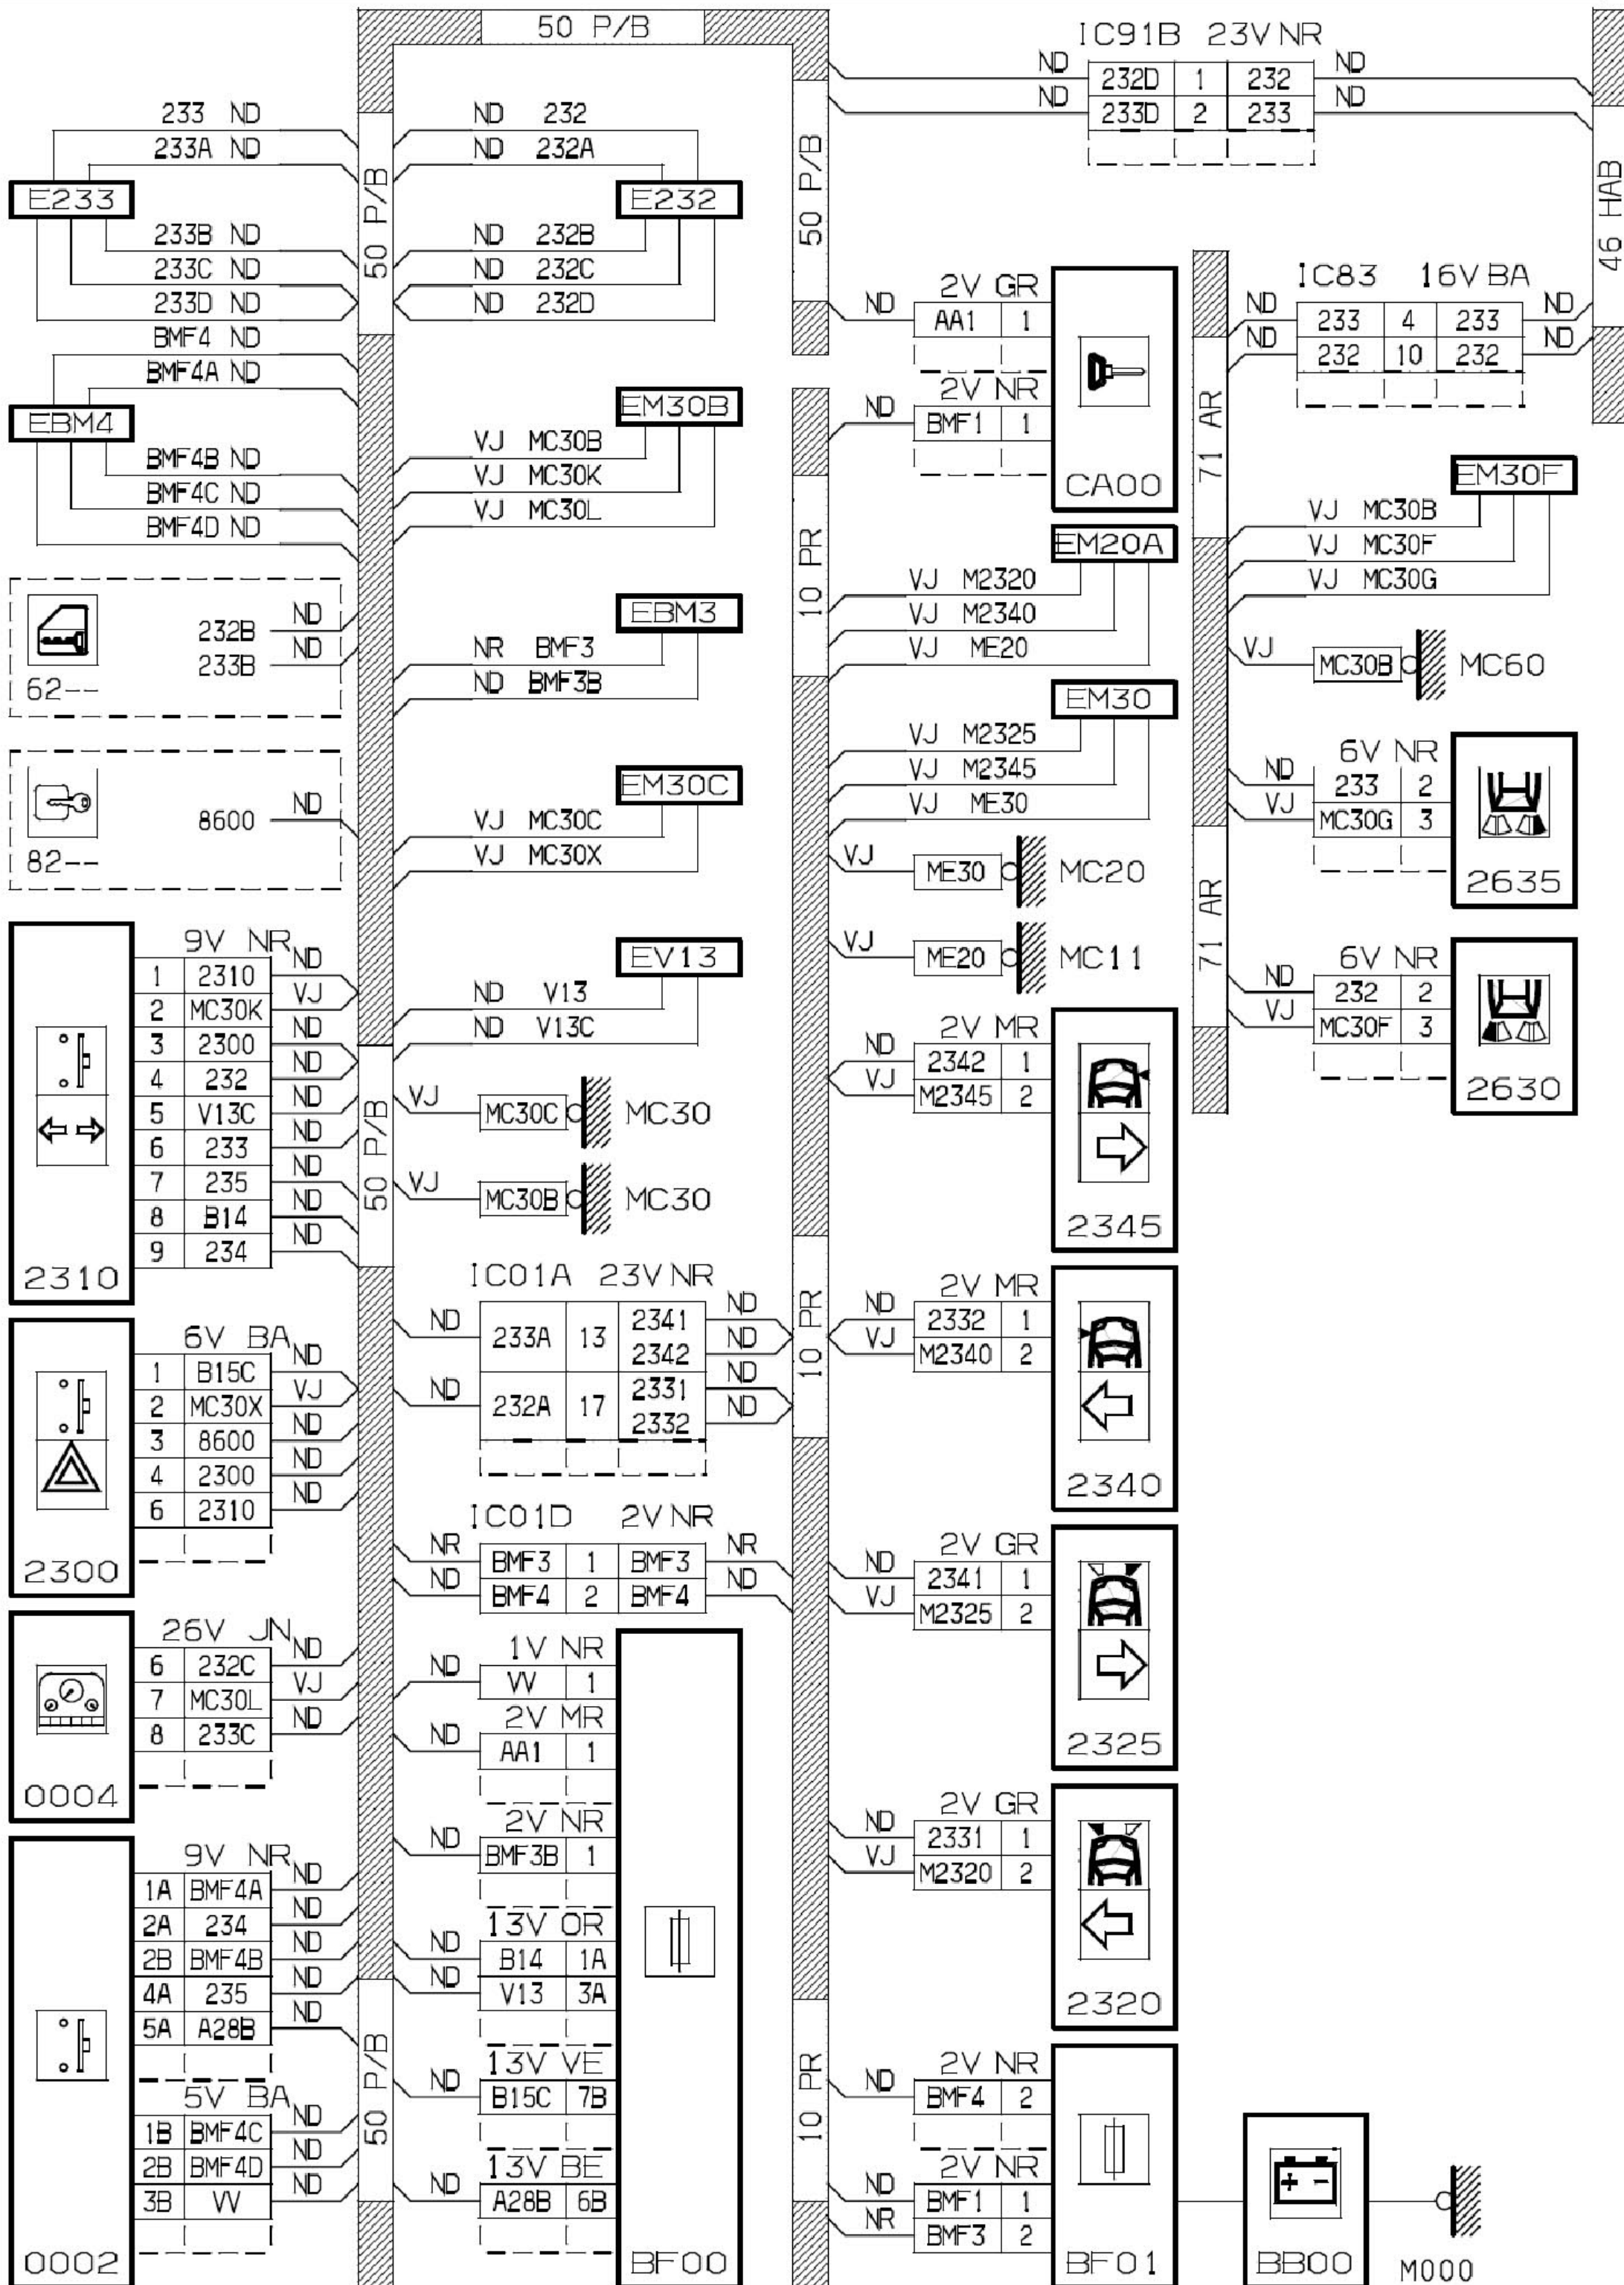 50 P/B
233 ND
233A ND
E233
233B ND
233C ND
233D ND
BMF4 ND
BMF4A ND
EBM4
BMF4B ND
BMF4C ND
BMF4D ND
232B ND
233B ND
62--
8600 ND
82--
9V NR
1 2310 ND
2 MC30K VJ
3 2300 ND
4 232 ND
5 V13C ND
6 233 ND
7 235 ND
8 B14 ND
9 234 ND
2310
6V BA
1 B15C ND
2 MC30X VJ
3 8600 ND
4 2300 ND
6 2310 ND
2300
26V JN
6 232C ND
7 MC30L VJ
8 233C ND
0004
9V NR
1A BMF4A ND
2A 234 ND
2B BMF4B ND
4A 235 ND
5A A28B ND
5V BA
1B BMF4C ND
2B BMF4D ND
3B VV ND
0002
50 P/B
50 P/B
50 P/B
ND 232
ND 232A
E232
ND 232B
ND 232C
ND 232D
EM30B
VJ MC30B
VJ MC30K
VJ MC30L
EBM3
NR BMF3
ND BMF3B
EM30C
VJ MC30C
VJ MC30X
EV13
ND V13
ND V13C
VJ MC30C MC30
VJ MC30B MC30
IC01A 23V NR
ND 233A 13 2341 ND
2342 ND
ND 232A 17 2331 ND
2332 ND
IC01D 2V NR
NR BMF3 1 BMF3 NR
ND BMF4 2 BMF4 ND
1V NR
ND VV 1
2V MR
ND AA1 1
2V NR
ND BMF3B 1
13V OR
ND B14 1A
ND V13 3A
13V VE
ND B15C 7B
13V BE
ND A28B 6B
BF00
50 P/B
10 PR
10 PR
10 PR
IC91B 23V NR
ND 232D 1 232 ND
ND 233D 2 233 ND
2V GR
ND AA1 1
2V NR
ND BMF1 1
CA00
EM20A
VJ M2320
VJ M2340
VJ ME20
EM30
VJ M2325
VJ M2345
VJ ME30
VJ ME30 MC20
VJ ME20 MC11
2V MR
ND 2342 1
VJ M2345 2
2345
2V MR
ND 2332 1
VJ M2340 2
2340
2V GR
ND 2341 1
VJ M2325 2
2325
2V GR
ND 2331 1
VJ M2320 2
2320
2V NR
ND BMF4 2
2V NR
ND BMF1 1
NR BMF3 2
BF01
+ -
BB00
M000
46 HAB
71 AR
71 AR
IC83 16V BA
ND 233 4 233 ND
ND 232 10 232 ND
EM30F
VJ MC30B
VJ MC30F
VJ MC30G
VJ MC30B MC60
6V NR
ND 233 2
VJ MC30G 3
2635
6V NR
ND 232 2
VJ MC30F 3
2630